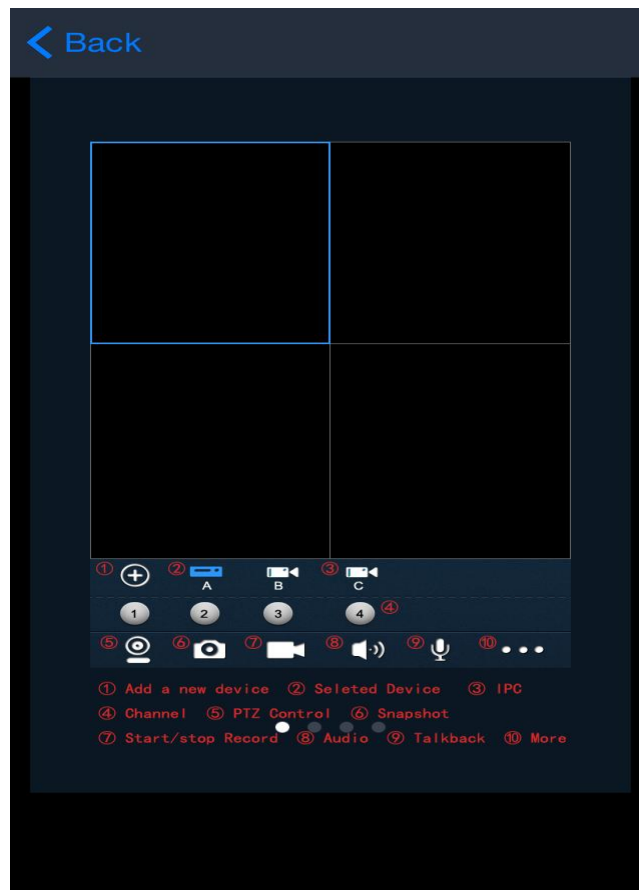 Back
① ② ③
A B C
1 2 3 4 ④
⑤ ⑥ ⑦ ⑧ ⑨ ⑩
① Add a new device ② Seleted Device ③ IPC
④ Channel ⑤ PTZ Control ⑥ Snapshot
⑦ Start/stop Record ⑧ Audio ⑨ Talkback ⑩ More